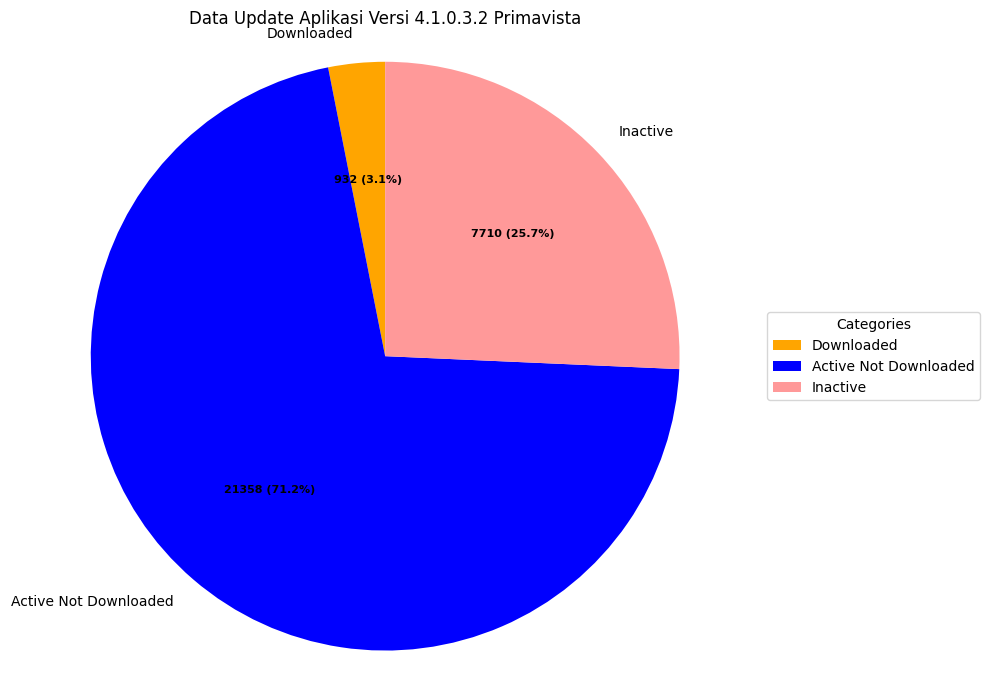 Data Update Aplikasi Versi 4.1.0.3.2 Primavista
Downloaded
Inactive
932 (3.1%)
7710 (25.7%)
Categories
Downloaded
Active Not Downloaded
Inactive
21358 (71.2%)
Active Not Downloaded